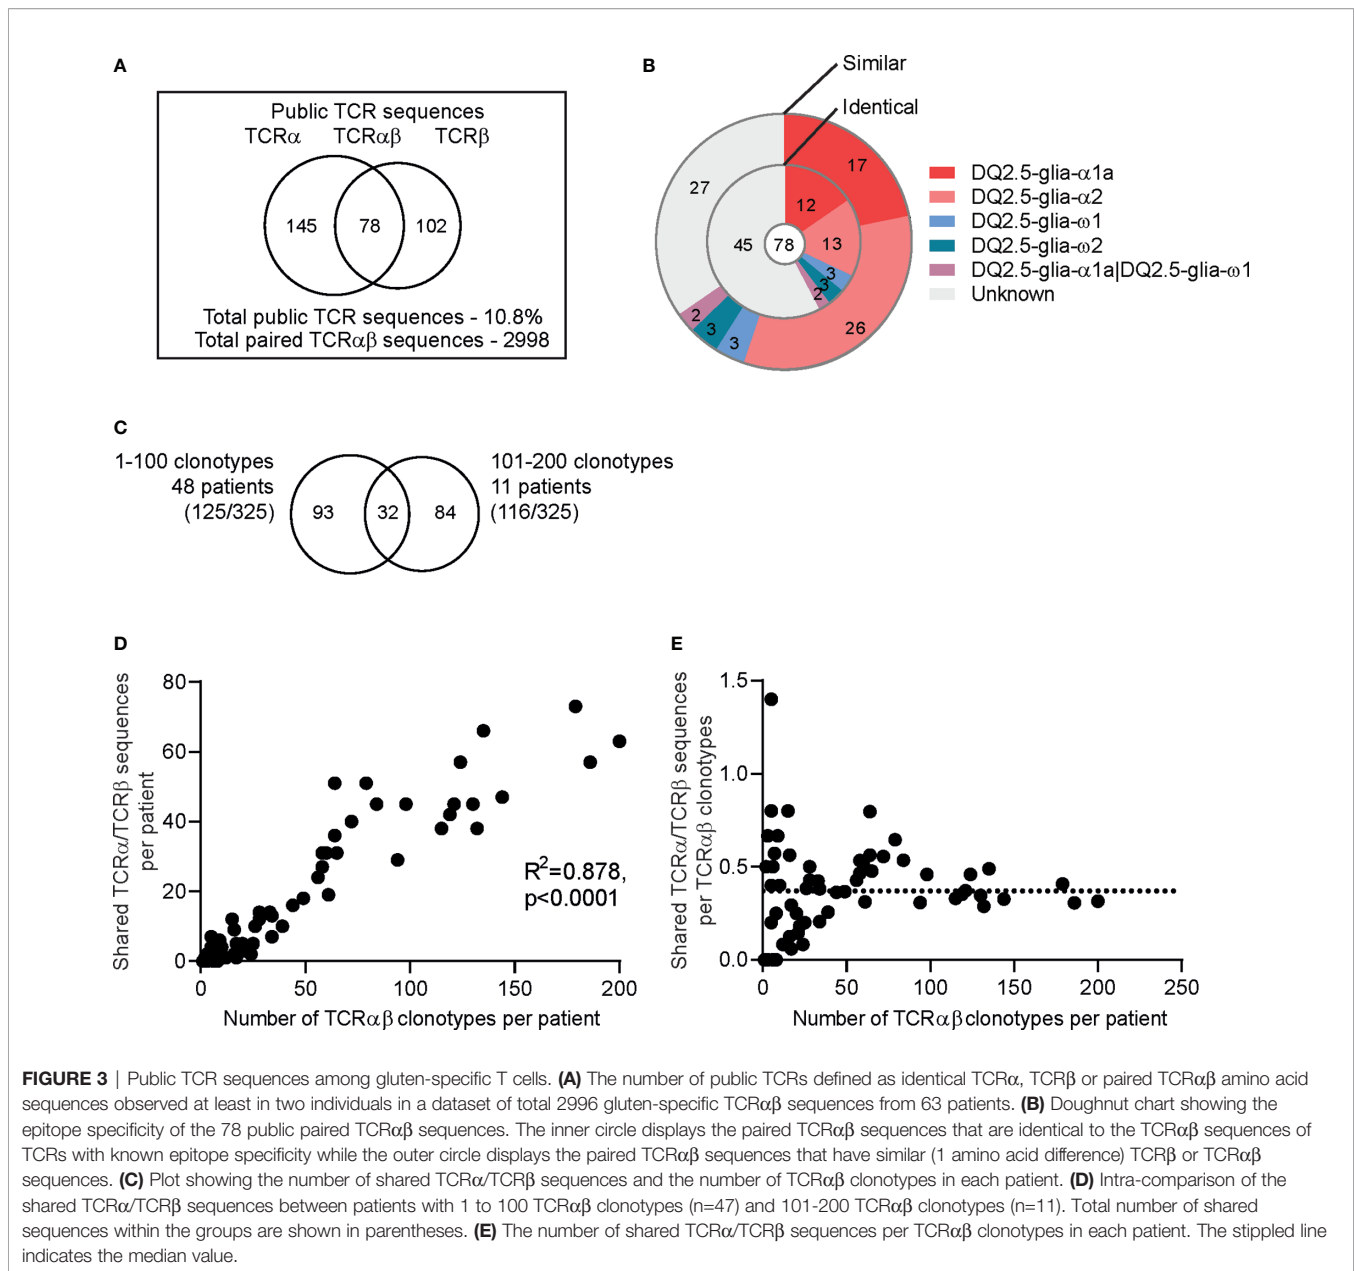 A
Public TCR sequences
TCRα TCRαβ TCRβ
145 78 102
Total public TCR sequences - 10.8%
Total paired TCRαβ sequences - 2998
B
Similar
Identical
17
27
12
45 78 13
3
3
2
26
2
3
3
DQ2.5-glia-α1a
DQ2.5-glia-α2
DQ2.5-glia-ω1
DQ2.5-glia-ω2
DQ2.5-glia-α1a|DQ2.5-glia-ω1
Unknown
C
1-100 clonotypes
48 patients
(125/325)
93 32 84
101-200 clonotypes
11 patients
(116/325)
D
Shared TCRα/TCRβ sequences
per patient
80
60
40
20
0
R2=0.878,
p<0.0001
0 50 100 150 200
Number of TCRαβ clonotypes per patient
E
Shared TCRα/TCRβ sequences
per TCRαβ clonotypes
1.5
1.0
0.5
0.0
0 50 100 150 200 250
Number of TCRαβ clonotypes per patient
FIGURE 3 | Public TCR sequences among gluten-specific T cells. (A) The number of public TCRs defined as identical TCRα, TCRβ or paired TCRαβ amino acid
sequences observed at least in two individuals in a dataset of total 2996 gluten-specific TCRαβ sequences from 63 patients. (B) Doughnut chart showing the
epitope specificity of the 78 public paired TCRαβ sequences. The inner circle displays the paired TCRαβ sequences that are identical to the TCRαβ sequences of
TCRs with known epitope specificity while the outer circle displays the paired TCRαβ sequences that have similar (1 amino acid difference) TCRβ or TCRαβ
sequences. (C) Plot showing the number of shared TCRα/TCRβ sequences and the number of TCRαβ clonotypes in each patient. (D) Intra-comparison of the
shared TCRα/TCRβ sequences between patients with 1 to 100 TCRαβ clonotypes (n=47) and 101-200 TCRαβ clonotypes (n=11). Total number of shared
sequences within the groups are shown in parentheses. (E) The number of shared TCRα/TCRβ sequences per TCRαβ clonotypes in each patient. The stippled line
indicates the median value.